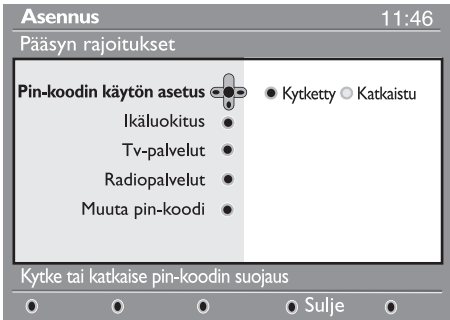 Asennus 11:46
Pääsyn rajoitukset
Pin-koodin käytön asetus Kytketty Katkaistu
Ikäluokitus
Tv-palvelut
Radiopalvelut
Muuta pin-koodi
Kytke tai katkaise pin-koodin suojaus
Sulje